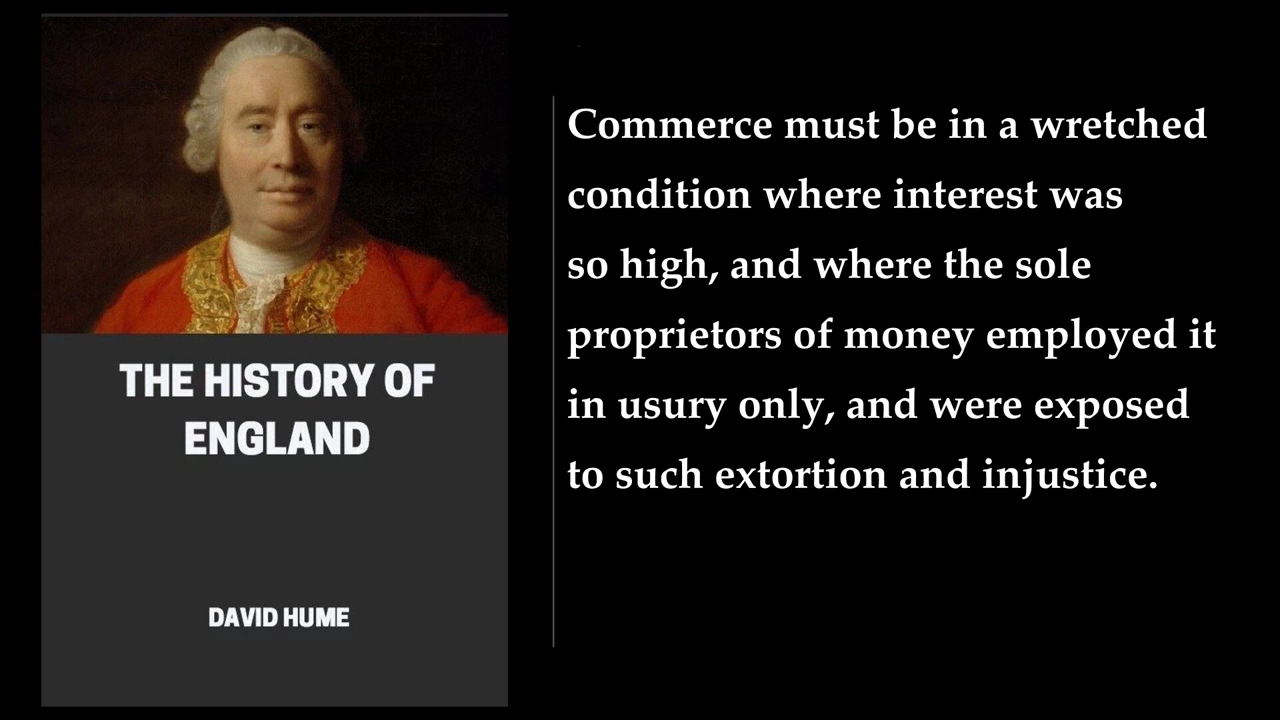 THE HISTORY OF
ENGLAND
DAVID HUME
Commerce must be in a wretched
condition where interest was
so high, and where the sole
proprietors of money employed it
in usury only, and were exposed
to such extortion and injustice.